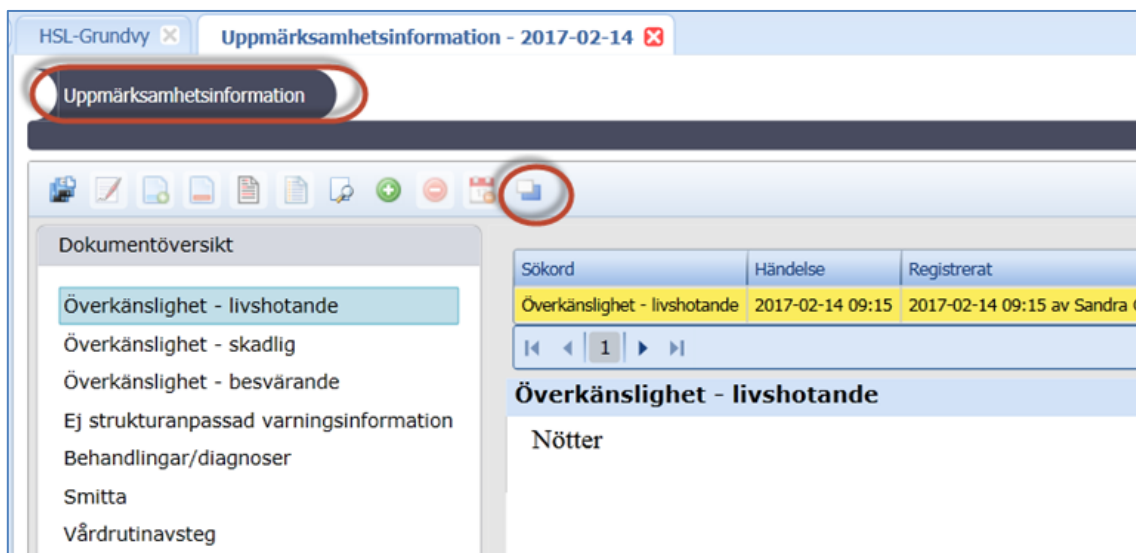 HSL-Grundvy
Uppmärksamhetsinformation - 2017-02-14
Uppmärksamhetsinformation
Dokumentöversikt
Överkänslighet - livshotande
Överkänslighet - skadlig
Överkänslighet - besvärande
Ej strukturanpassad varningsinformation
Behandlingar/diagnoser
Smitta
Vårdrutinavsteg
Sökord Händelse Registrerat
Överkänslighet - livshotande 2017-02-14 09:15 2017-02-14 09:15 av Sandra
1
Överkänslighet - livshotande
Nötter